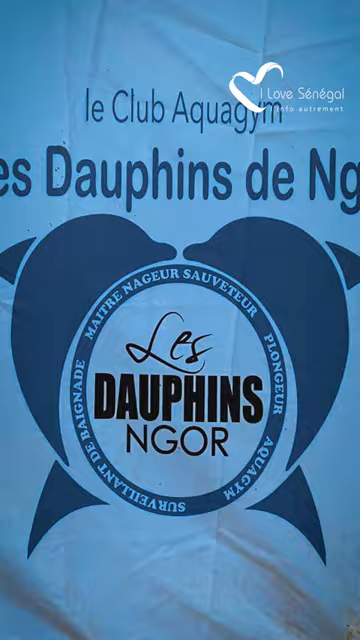 I Love Sénégal
l'info autrement
le Club Aquagym
es Dauphins de Ng
MAITRE NAGEUR SAUVETEUR
PLONGEUR
AQUAGYM
SURVEILLANT DE BAIGNADE
Les
DAUPHINS
NGOR